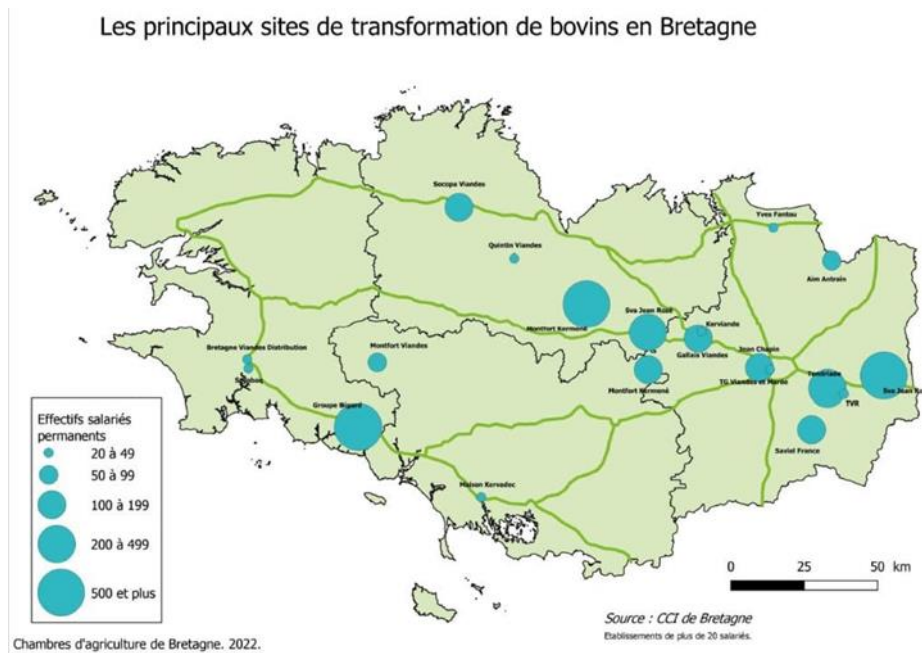 Les principaux sites de transformation de bovins en Bretagne
Socopa Viandes
Yves Fantou
Quintin Viandes
Aim Antrain
Sva Jean Rozé
Montfort Kermené
Kerviande
Gallais Viandes
Jean Chapin
Bretagne Viandes Distribution
Montfort Viandes
Montfort Kermené
TG Viandes et Marée
Tendriade
TVR
Sva Jean
Groupe Bigard
Saviel France
Maison Kervadec
Effectifs salariés
permanents
20 à 49
50 à 99
100 à 199
200 à 499
500 et plus
0 25 50 km
Source : CCI de Bretagne
Etablissements de plus de 20 salariés.
Chambres d'agriculture de Bretagne. 2022.